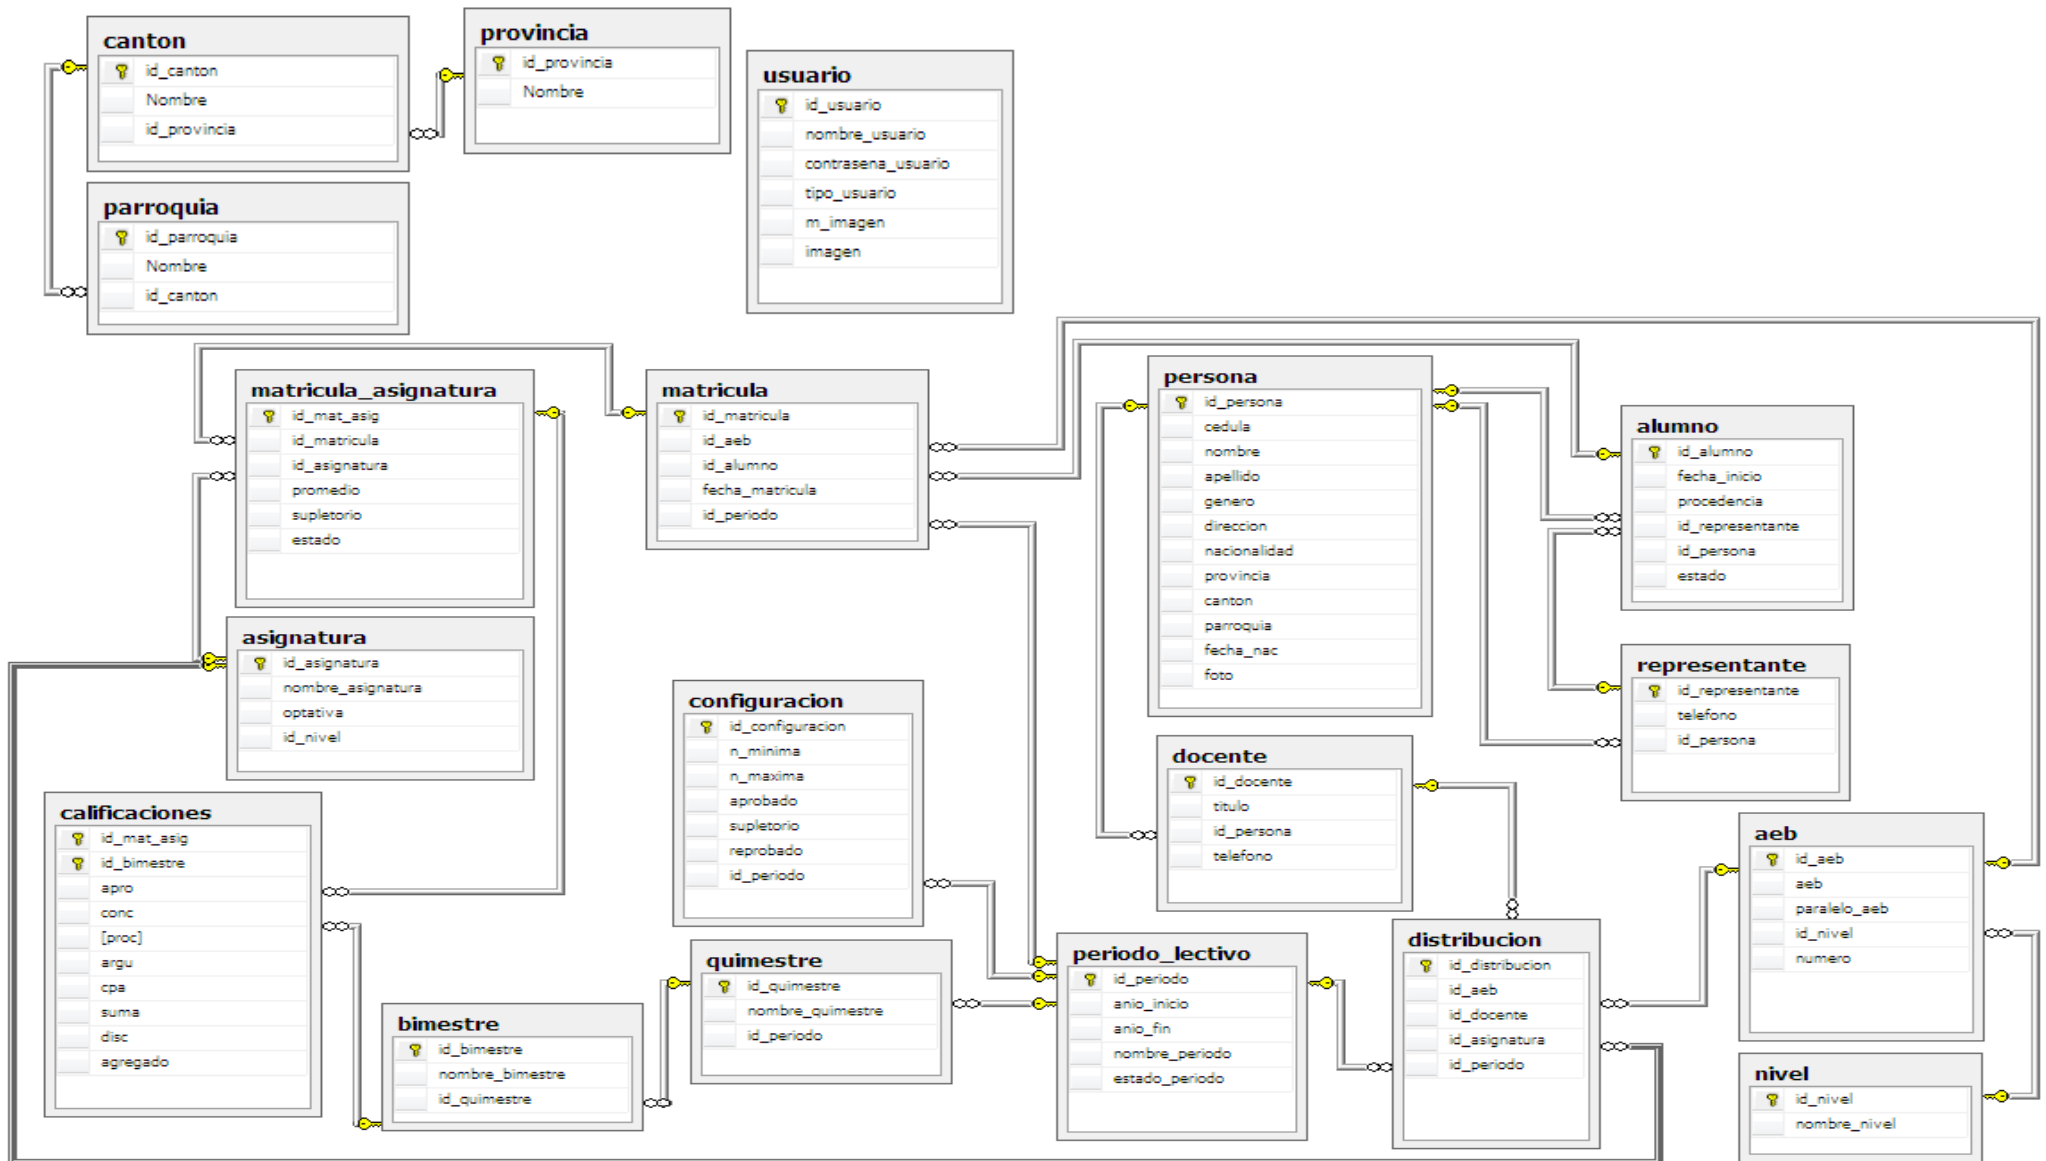 canton
id_canton
Nombre
id_provincia
provincia
id_provincia
Nombre
usuario
id_usuario
nombre_usuario
contrasena_usuario
tipo_usuario
m_imagen
imagen
parroquia
id_parroquia
Nombre
id_canton
matricula_asignatura
id_mat_asig
id_matricula
id_asignatura
promedio
supletorio
estado
matricula
id_matricula
id_aeb
id_alumno
fecha_matricula
id_periodo
persona
id_persona
cedula
nombre
apellido
genero
direccion
nacionalidad
provincia
canton
parroquia
fecha_nac
foto
alumno
id_alumno
fecha_inicio
procedencia
id_representante
id_persona
estado
asignatura
id_asignatura
nombre_asignatura
optativa
id_nivel
configuracion
id_configuracion
n_minima
n_maxima
aprobado
supletorio
reprobado
id_periodo
representante
id_representante
telefono
id_persona
docente
id_docente
titulo
id_persona
telefono
calificaciones
id_mat_asig
id_bimestre
apro
conc
[proc]
argu
cpa
suma
disc
agregado
aeb
id_aeb
aeb
paralelo_aeb
id_nivel
numero
bimestre
id_bimestre
nombre_bimestre
id_quimestre
quimestre
id_quimestre
nombre_quimestre
id_periodo
periodo_lectivo
id_periodo
anio_inicio
anio_fin
nombre_periodo
estado_periodo
distribucion
id_distribucion
id_aeb
id_docente
id_asignatura
id_periodo
nivel
id_nivel
nombre_nivel